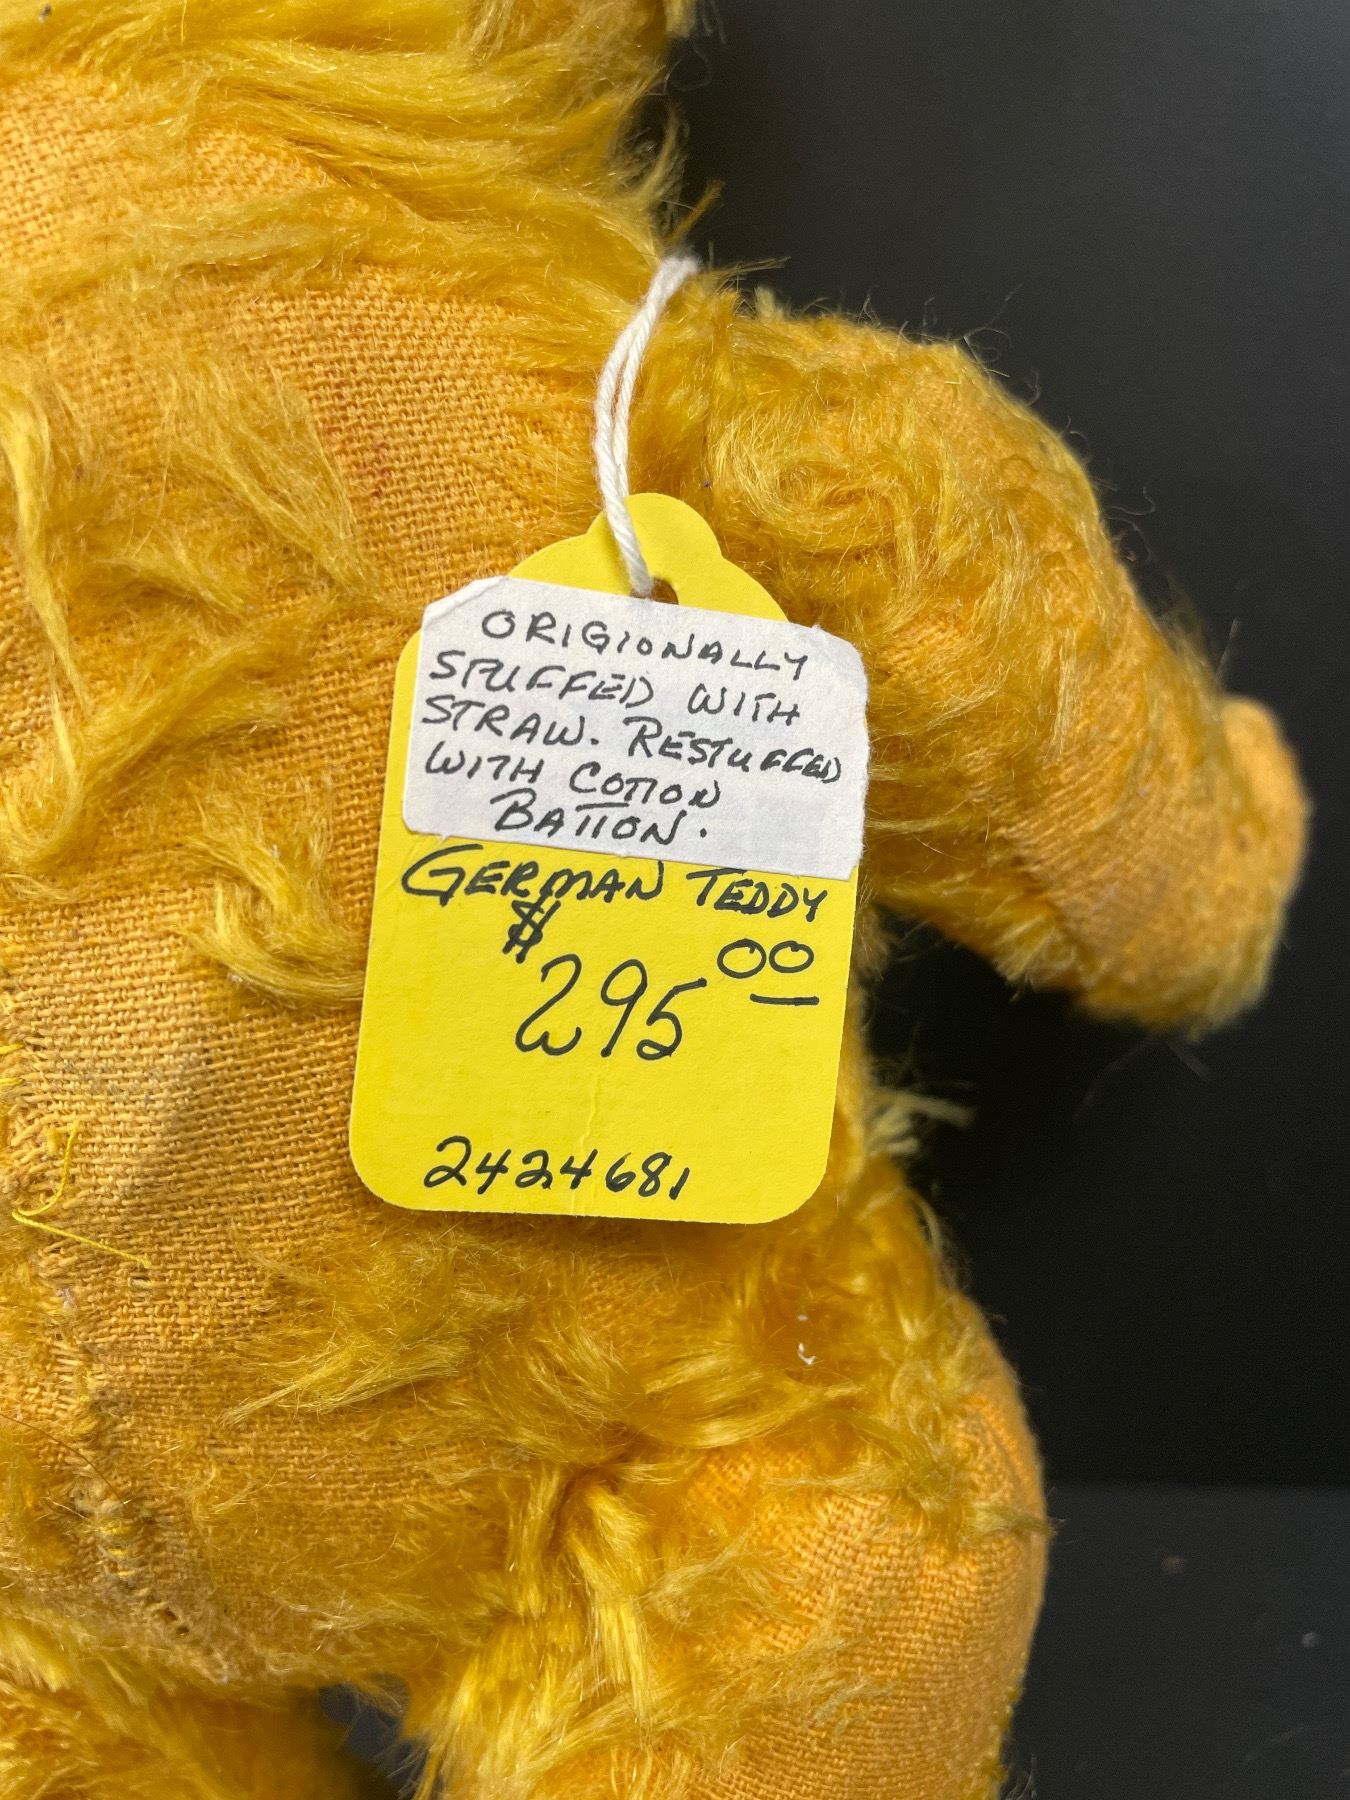 ORIGIONALLY
STUFFED WITH
STRAW. RESTUFFED
WITH COTTON
BATTON.
GERMAN TEDDY
$
295 00
2424681